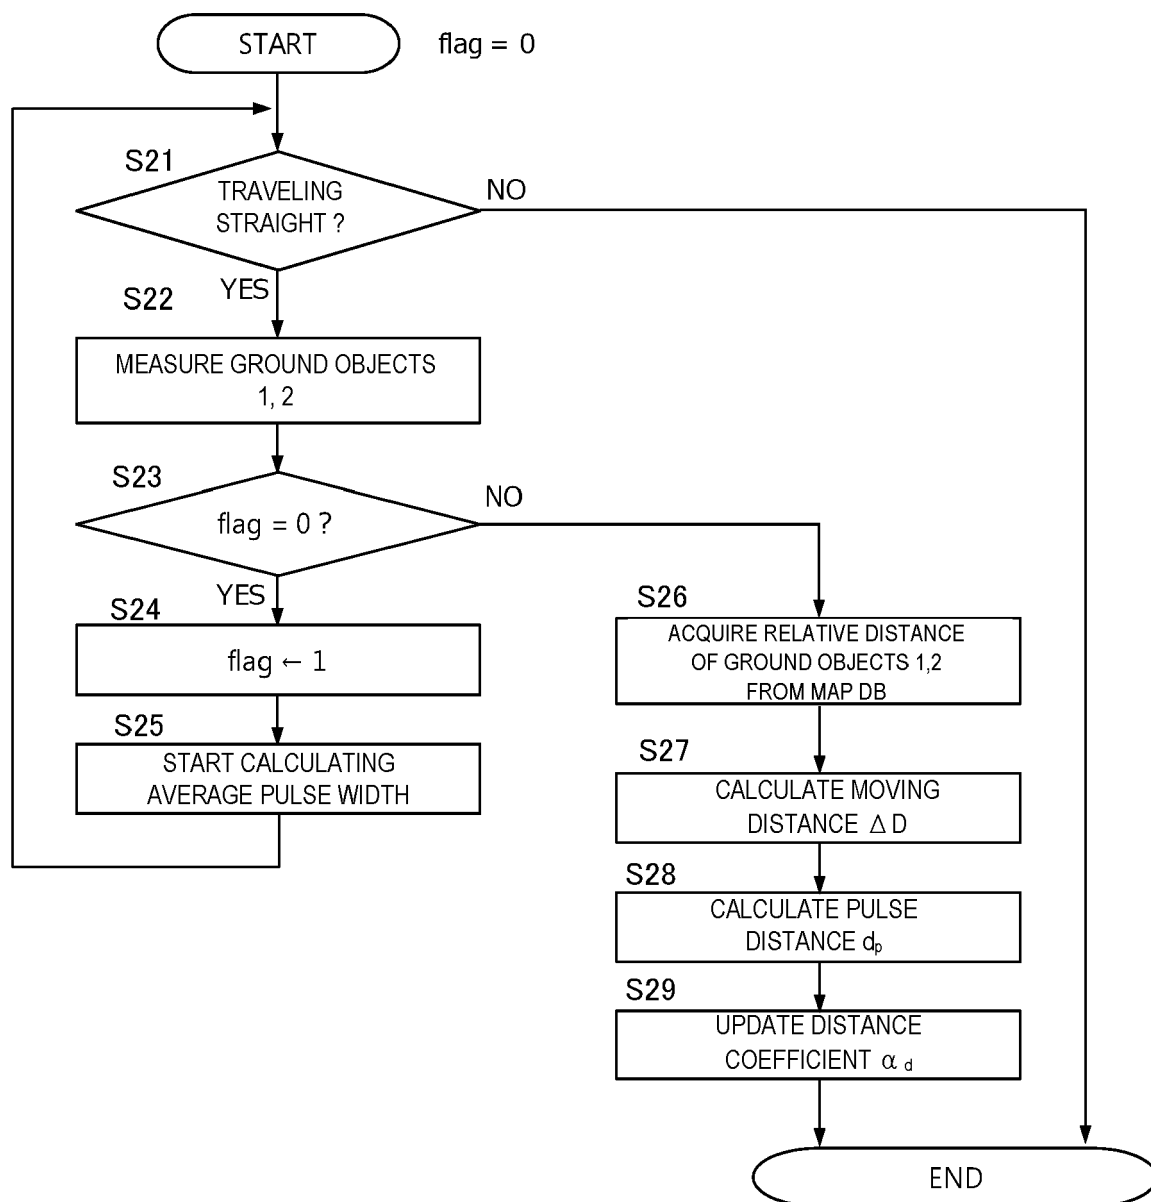 START
flag = 0
S21
TRAVELING
STRAIGHT ?
NO
YES
S22
MEASURE GROUND OBJECTS
1, 2
S23
flag = 0 ?
NO
YES
S24
flag ← 1
S25
START CALCULATING
AVERAGE PULSE WIDTH
S26
ACQUIRE RELATIVE DISTANCE
OF GROUND OBJECTS 1,2
FROM MAP DB
S27
CALCULATE MOVING
DISTANCE Δ D
S28
CALCULATE PULSE
DISTANCE dp
S29
UPDATE DISTANCE
COEFFICIENT α d
END